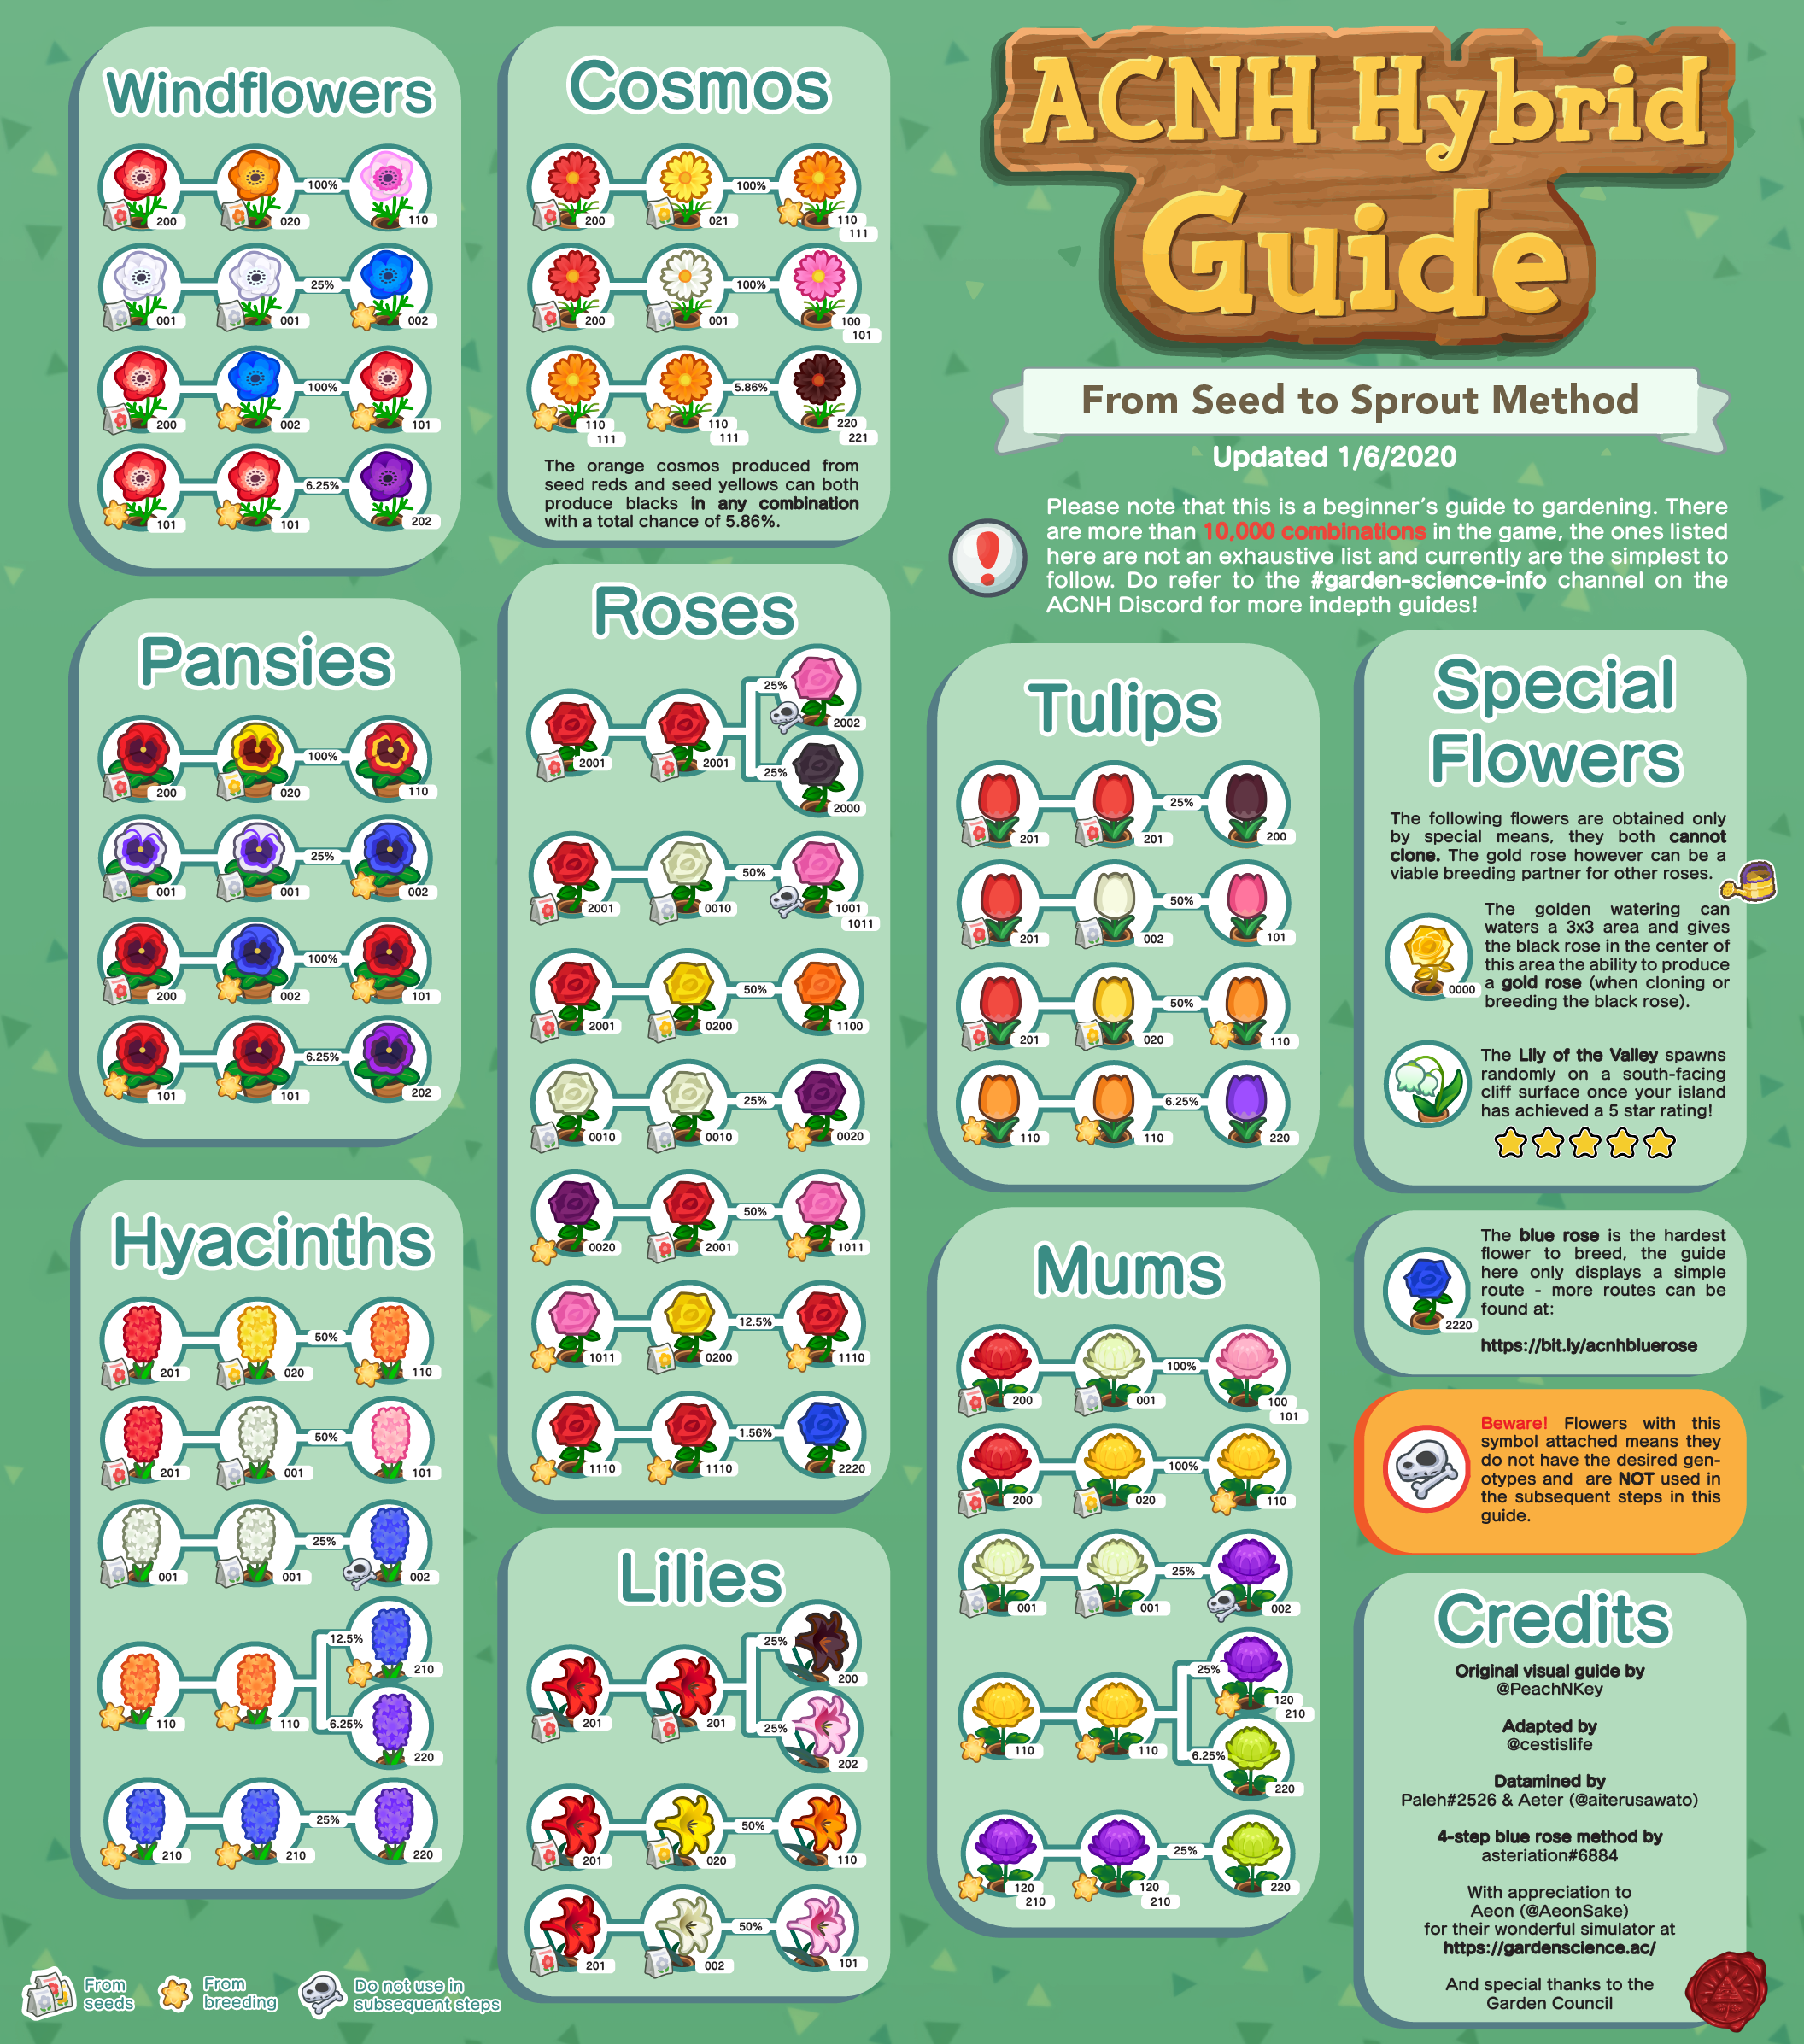 ACNH Hybrid
Guide
From Seed to Sprout Method
Updated 1/6/2020
Please note that this is a beginner's guide to gardening. There
are more than 10,000 combinations in the game, the ones listed
here are not an exhaustive list and currently are the simplest to
follow. Do refer to the #garden-science-info channel on the
ACNH Discord for more indepth guides!
Windflowers
100%
200 020 110
25%
001 001 002
100%
200 002 101
6.25%
101 101 202
Cosmos
100%
200 021 110
111
100%
200 001 100
101
5.86%
110 110 220
111 111 221
The orange cosmos produced from
seed reds and seed yellows can both
produce blacks in any combination
with a total chance of 5.86%.
Pansies
100%
200 020 110
25%
001 001 002
100%
200 002 101
6.25%
101 101 202
Roses
25%
2002
2001 2001
25%
2000
50%
2001 0010 1001
1011
50%
2001 0200 1100
25%
0010 0010 0020
50%
0020 2001 1011
12.5%
1011 0200 1110
1.56%
1110 1110 2220
Hyacinths
50%
201 020 110
50%
201 001 101
25%
001 001 002
12.5%
210
110 110
6.25%
220
25%
210 210 220
Lilies
25%
200
201 201
25%
202
50%
201 020 110
50%
201 002 101
Tulips
25%
201 201 200
50%
201 002 101
50%
201 020 110
6.25%
110 110 220
Mums
100%
200 001 100
101
100%
200 020 110
25%
001 001 002
25%
120
210
110 110
6.25%
220
25%
120 120 220
210 210
Special
Flowers
The following flowers are obtained only
by special means, they both cannot
clone. The gold rose however can be a
viable breeding partner for other roses.
The golden watering can
waters a 3x3 area and gives
the black rose in the center of
this area the ability to produce
a gold rose (when cloning or
breeding the black rose).
0000
The Lily of the Valley spawns
randomly on a south-facing
cliff surface once your island
has achieved a 5 star rating!
The blue rose is the hardest
flower to breed, the guide
here only displays a simple
route - more routes can be
found at:
2220
https://bit.ly/acnhbluerose
Beware! Flowers with this
symbol attached means they
do not have the desired gen-
otypes and are NOT used in
the subsequent steps in this
guide.
Credits
Original visual guide by
@PeachNKey
Adapted by
@cestislife
Datamined by
Paleh#2526 & Aeter (@aiterusawato)
4-step blue rose method by
asteriation#6884
With appreciation to
Aeon (@AeonSake)
for their wonderful simulator at
https://gardenscience.ac/
And special thanks to the
Garden Council
From
seeds
From
breeding
Do not use in
subsequent steps